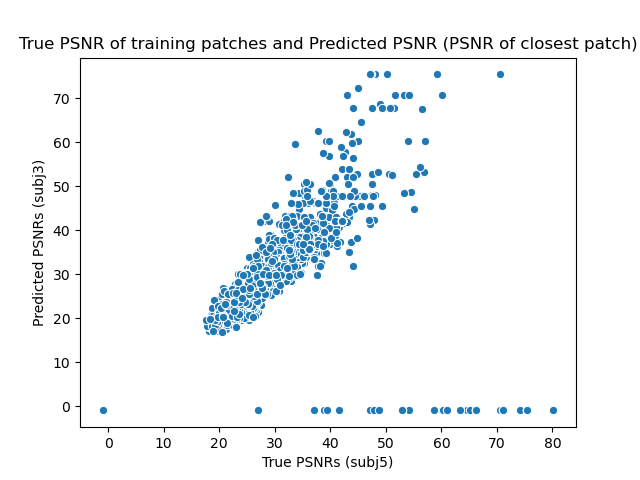 True PSNR of training patches and Predicted PSNR (PSNR of closest patch)
70
60
50
40
30
20
10
0
Predicted PSNRs (subj3)
0 10 20 30 40 50 60 70 80
True PSNRs (subj5)